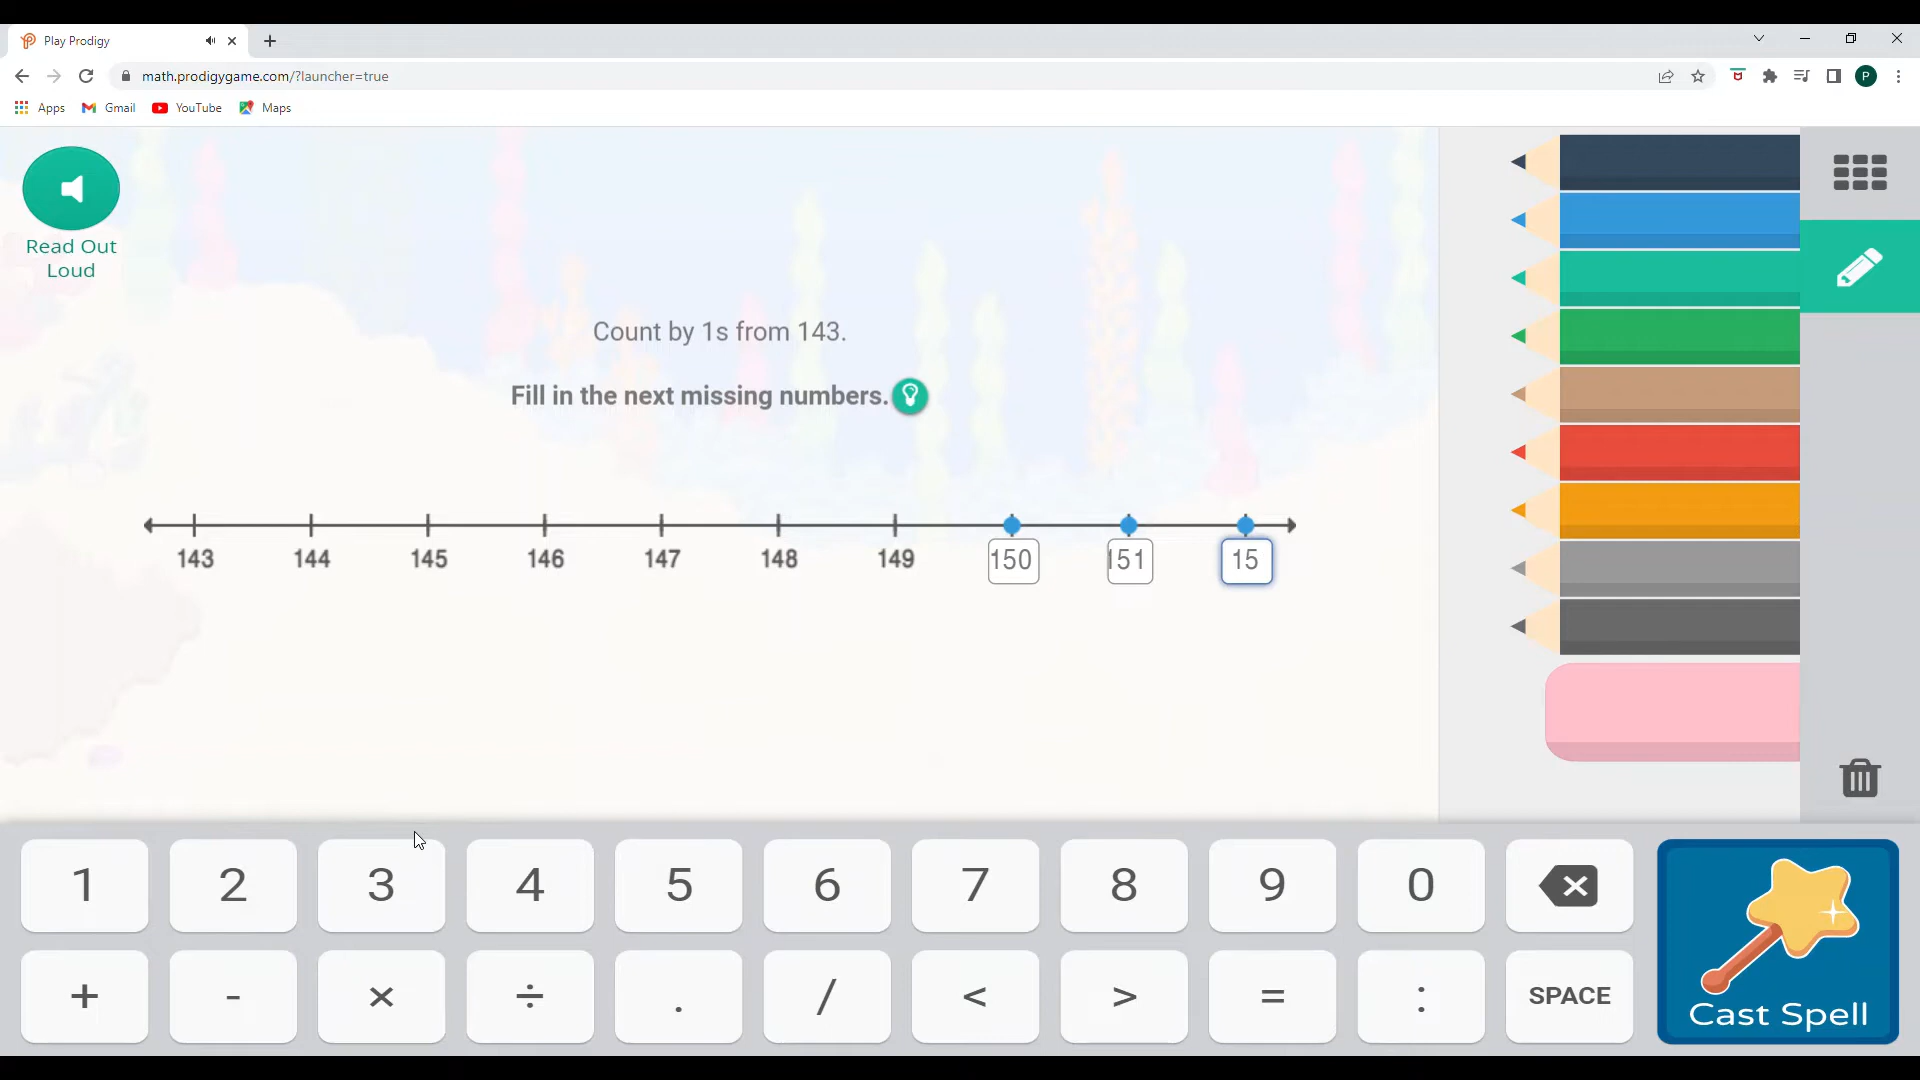 Play Prodigy
math.prodigygame.com/?launcher=true
P
Apps Gmail YouTube Maps
Read Out
Loud
Count by 1s from 143.
Fill in the next missing numbers.
143 144 145 146 147 148 149 150 151 15
1 2 3 4 5 6 7 8 9 0
+ - × ÷ . / < > = : SPACE
Cast Spell